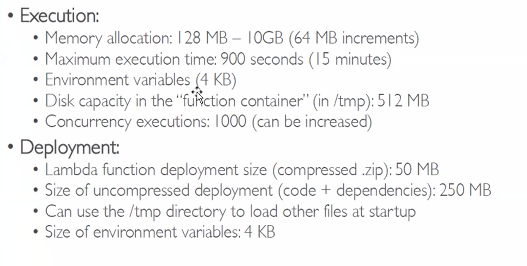 • Execution:
• Memory allocation: 128 MB – 10GB (64 MB increments)
• Maximum execution time: 900 seconds (15 minutes)
• Environment variables (4 KB)
• Disk capacity in the “function container” (in /tmp): 512 MB
• Concurrency executions: 1000 (can be increased)
• Deployment:
• Lambda function deployment size (compressed .zip): 50 MB
• Size of uncompressed deployment (code + dependencies): 250 MB
• Can use the /tmp directory to load other files at startup
• Size of environment variables: 4 KB